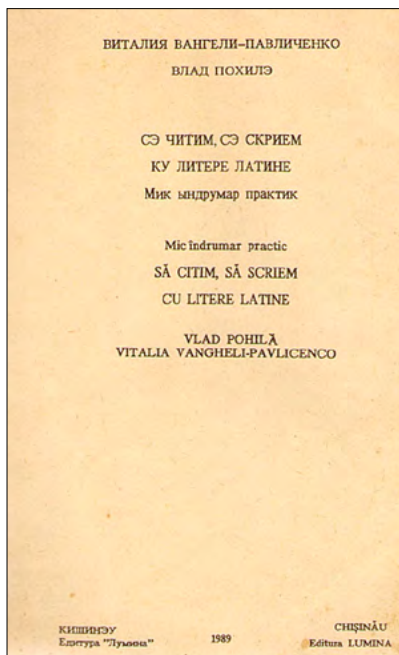 ВИТАЛИЯ ВАНГЕЛИ-ПАВЛИЧЕНКО
ВЛАД ПОХИЛЭ
СЭ ЧИТИМ, СЭ СКРИЕМ
КУ ЛИТЕРЕ ЛАТИНЕ
Мик ындрумар практик
Mic îndrumar practic
SĂ CITIM, SĂ SCRIEM
CU LITERE LATINE
VLAD POHILĂ
VITALIA VANGHELI-PAVLICENCO
КИШИНЭУ
Едитура "Лумина"
1989
CHIŞINĂU
Editura LUMINA